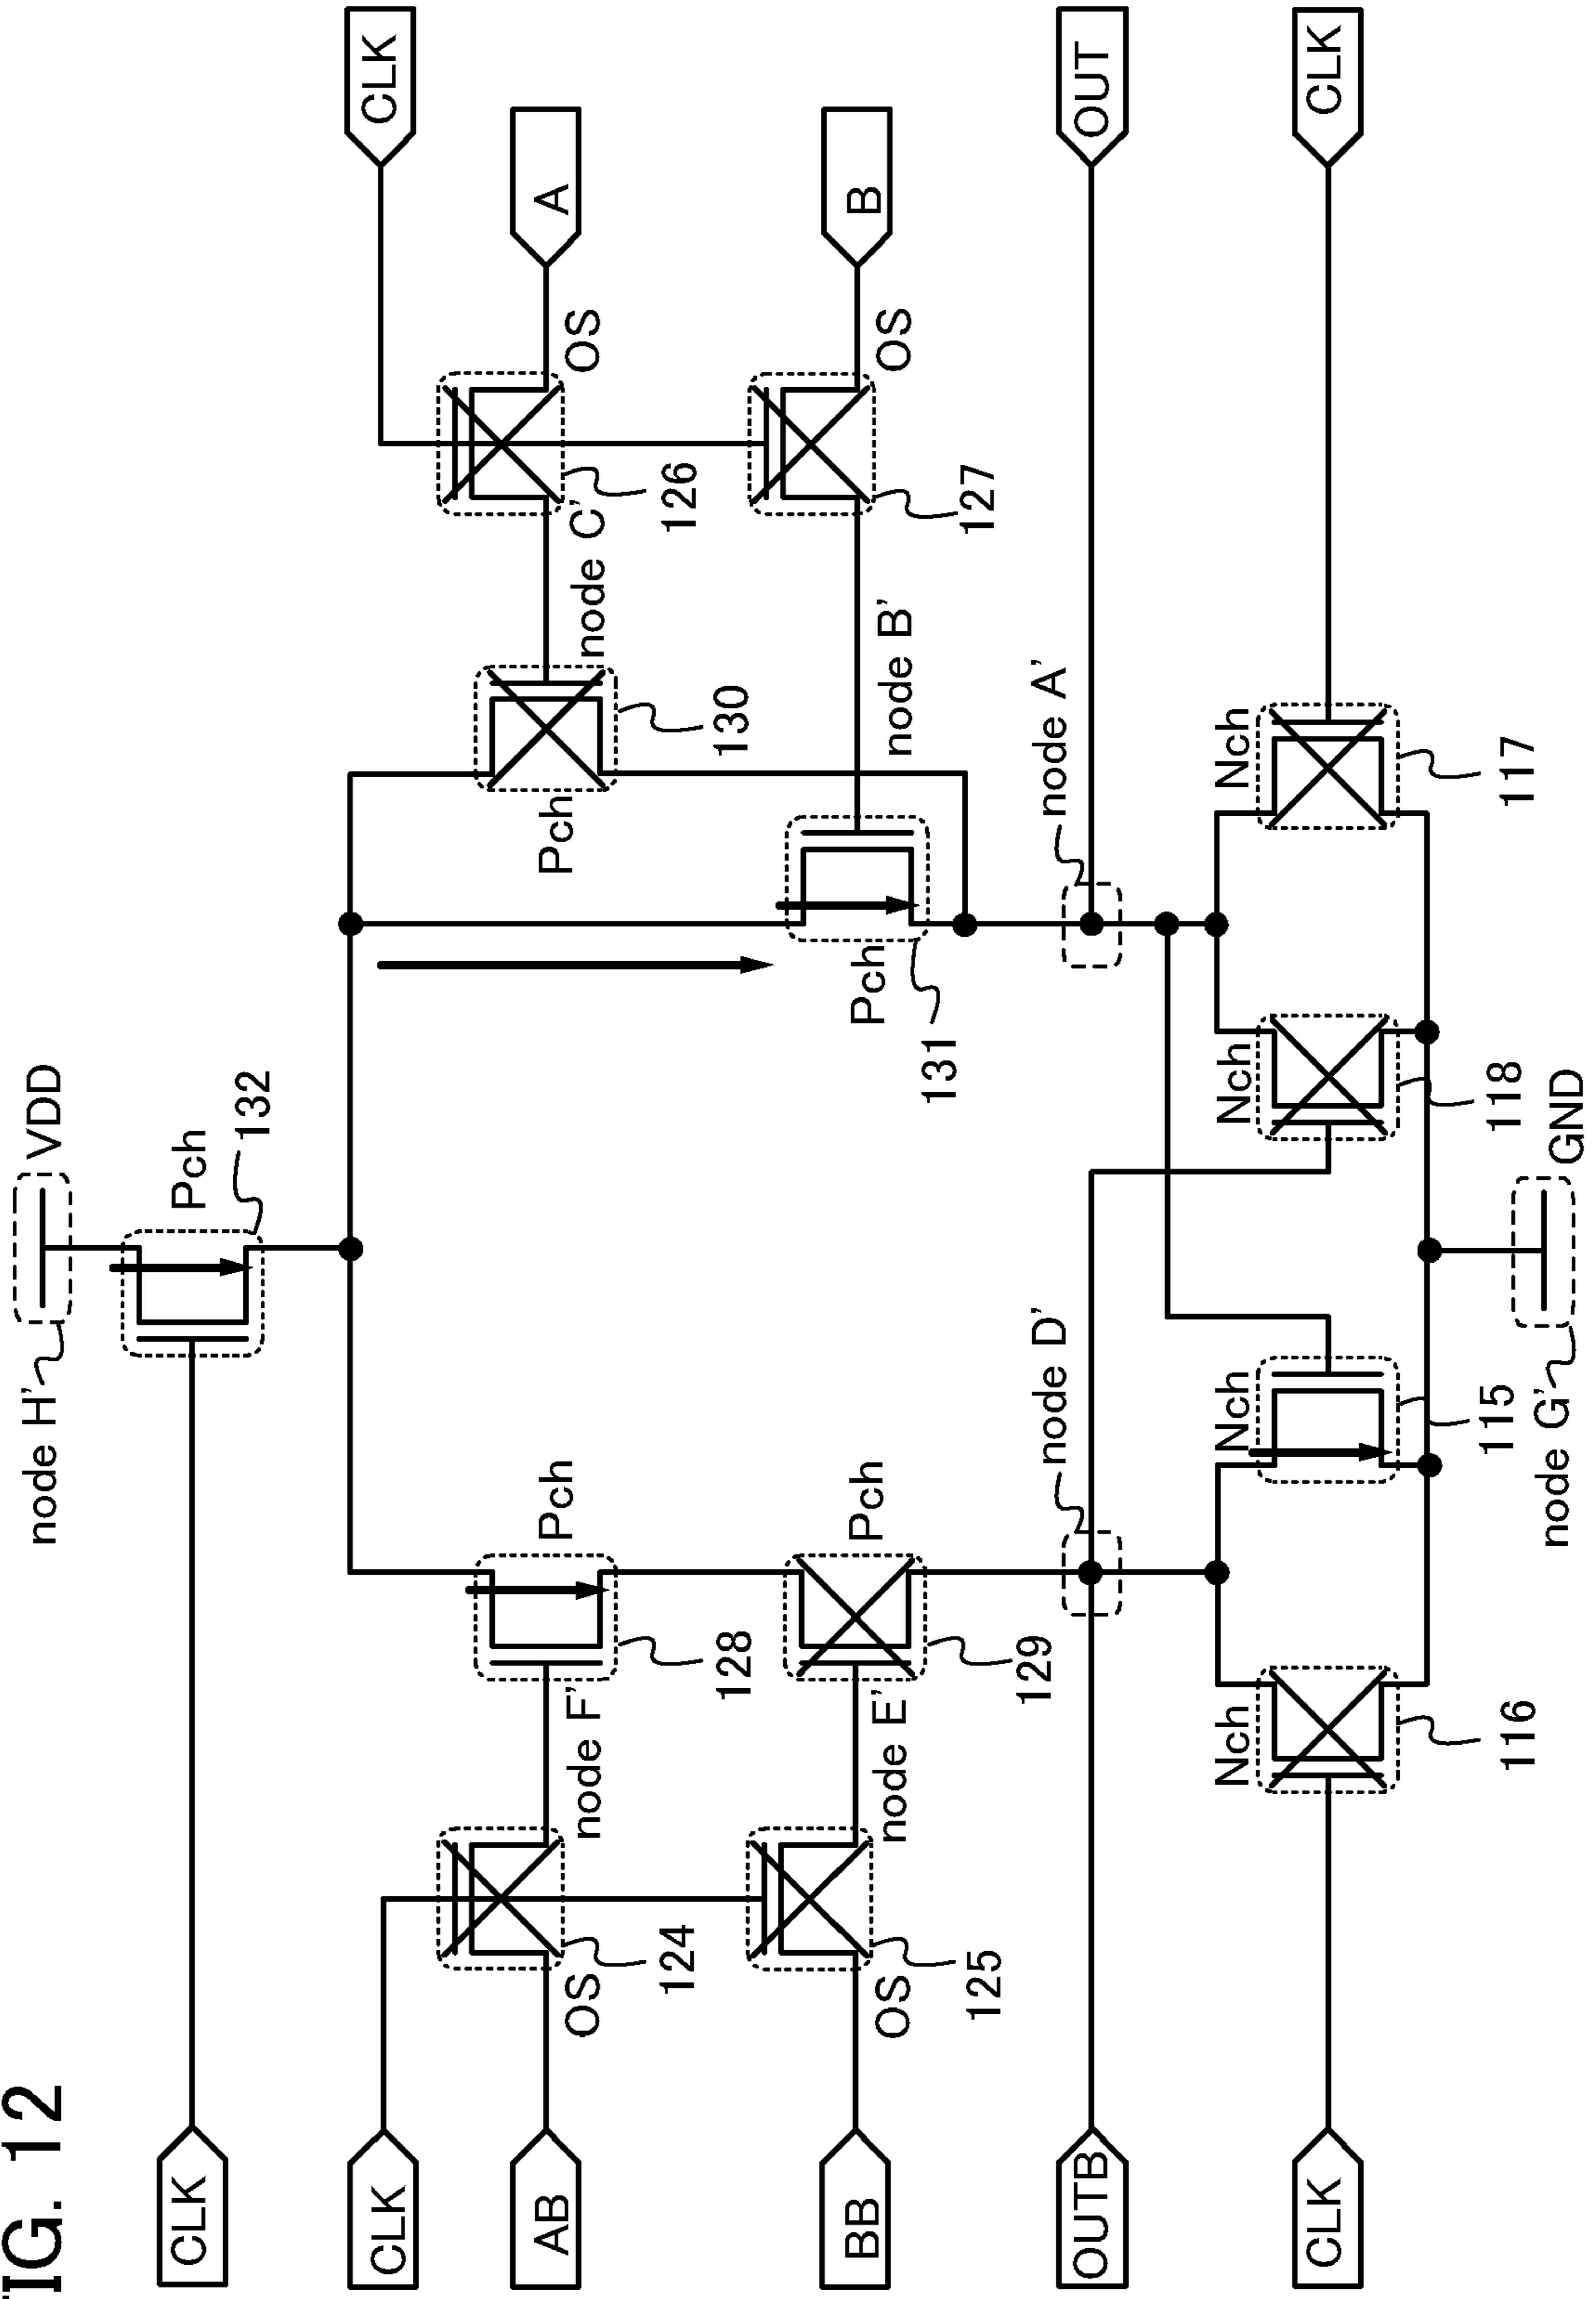 FIG. 12
node H'
VDD
Pch
132
CLK
CLK
CLK
AB
OS
124
node F'
Pch
128
Pch
130
node C'
126
OS
A
BB
OS
125
node E'
Pch
129
Pch
131
node B'
127
OS
B
OUTB
node D'
node A'
OUT
CLK
Nch
116
Nch
115
Nch
118
Nch
117
CLK
node G'
GND